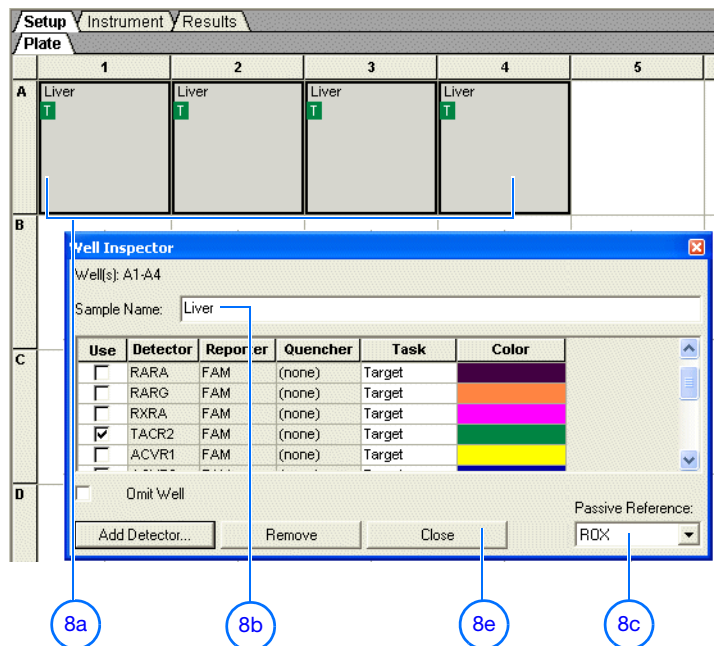 Setup Instrument Results
Plate
1 2 3 4 5
A Liver Liver Liver Liver
T T T T
B
Well Inspector
Well(s): A1-A4
Sample Name: Liver
C
Use Detector Reporter Quencher Task Color
RARA FAM (none) Target
RARG FAM (none) Target
RXRA FAM (none) Target
TACR2 FAM (none) Target
ACVR1 FAM (none) Target
D
Omit Well
Passive Reference:
Add Detector... Remove Close ROX
8a 8b 8e 8c